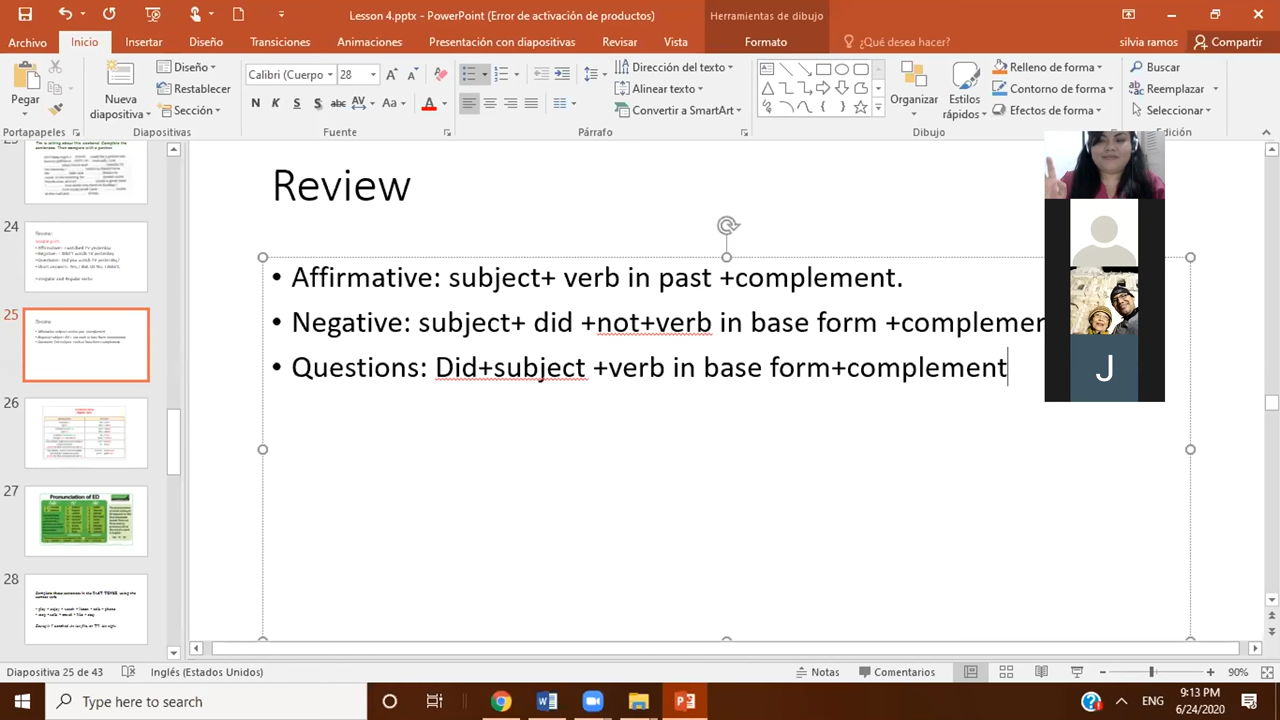 Lesson 4.pptx - PowerPoint (Error de activación de productos)
Herramientas de dibujo
Archivo Inicio Insertar Diseño Transiciones Animaciones Presentación con diapositivas Revisar Vista Formato ¿Qué desea hacer? silvia ramos Compartir
Pegar
Portapapeles
Nueva diapositiva
Diseño
Restablecer
Sección
Diapositivas
Calibri (Cuerpo 28
N K S S abc AV Aa A
Fuente
Dirección del texto
Alinear texto
Convertir a SmartArt
Párrafo
Organizar
Estilos rápidos
Relleno de forma
Contorno de forma
Efectos de forma
Dibujo
Buscar
Reemplazar
Seleccionar
Edición
24
25
26
27
Pronunciation of ED
28
Review
• Affirmative: subject+ verb in past +complement.
• Negative: subject+ did +not+verb in base form +complemen
• Questions: Did+subject +verb in base form+complement
J
Diapositiva 25 de 43 Inglés (Estados Unidos) Notas Comentarios 90%
Type here to search
ENG
9:13 PM
6/24/2020